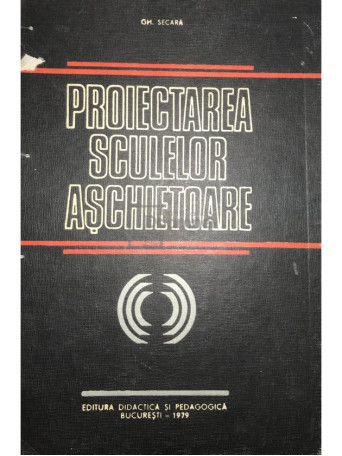 GH. SECARĂ
PROIECTAREA
SCULELOR
AŞCHIETOARE
EDITURA DIDACTICĂ ŞI PEDAGOGICĂ
BUCUREŞTI – 1979